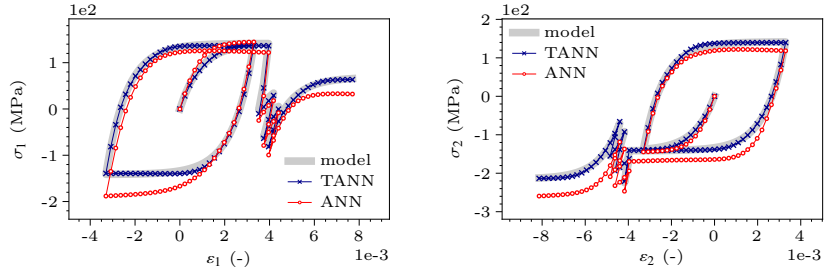 1e2
σ1 (MPa)
1
0
−1
−2
model
TANN
ANN
−4 −2 0 2 4 6 8
ε1 (-)
1e−3
1e2
σ2 (MPa)
2
1
0
−1
−2
−3
model
TANN
ANN
−8 −6 −4 −2 0 2
ε2 (-)
1e−3